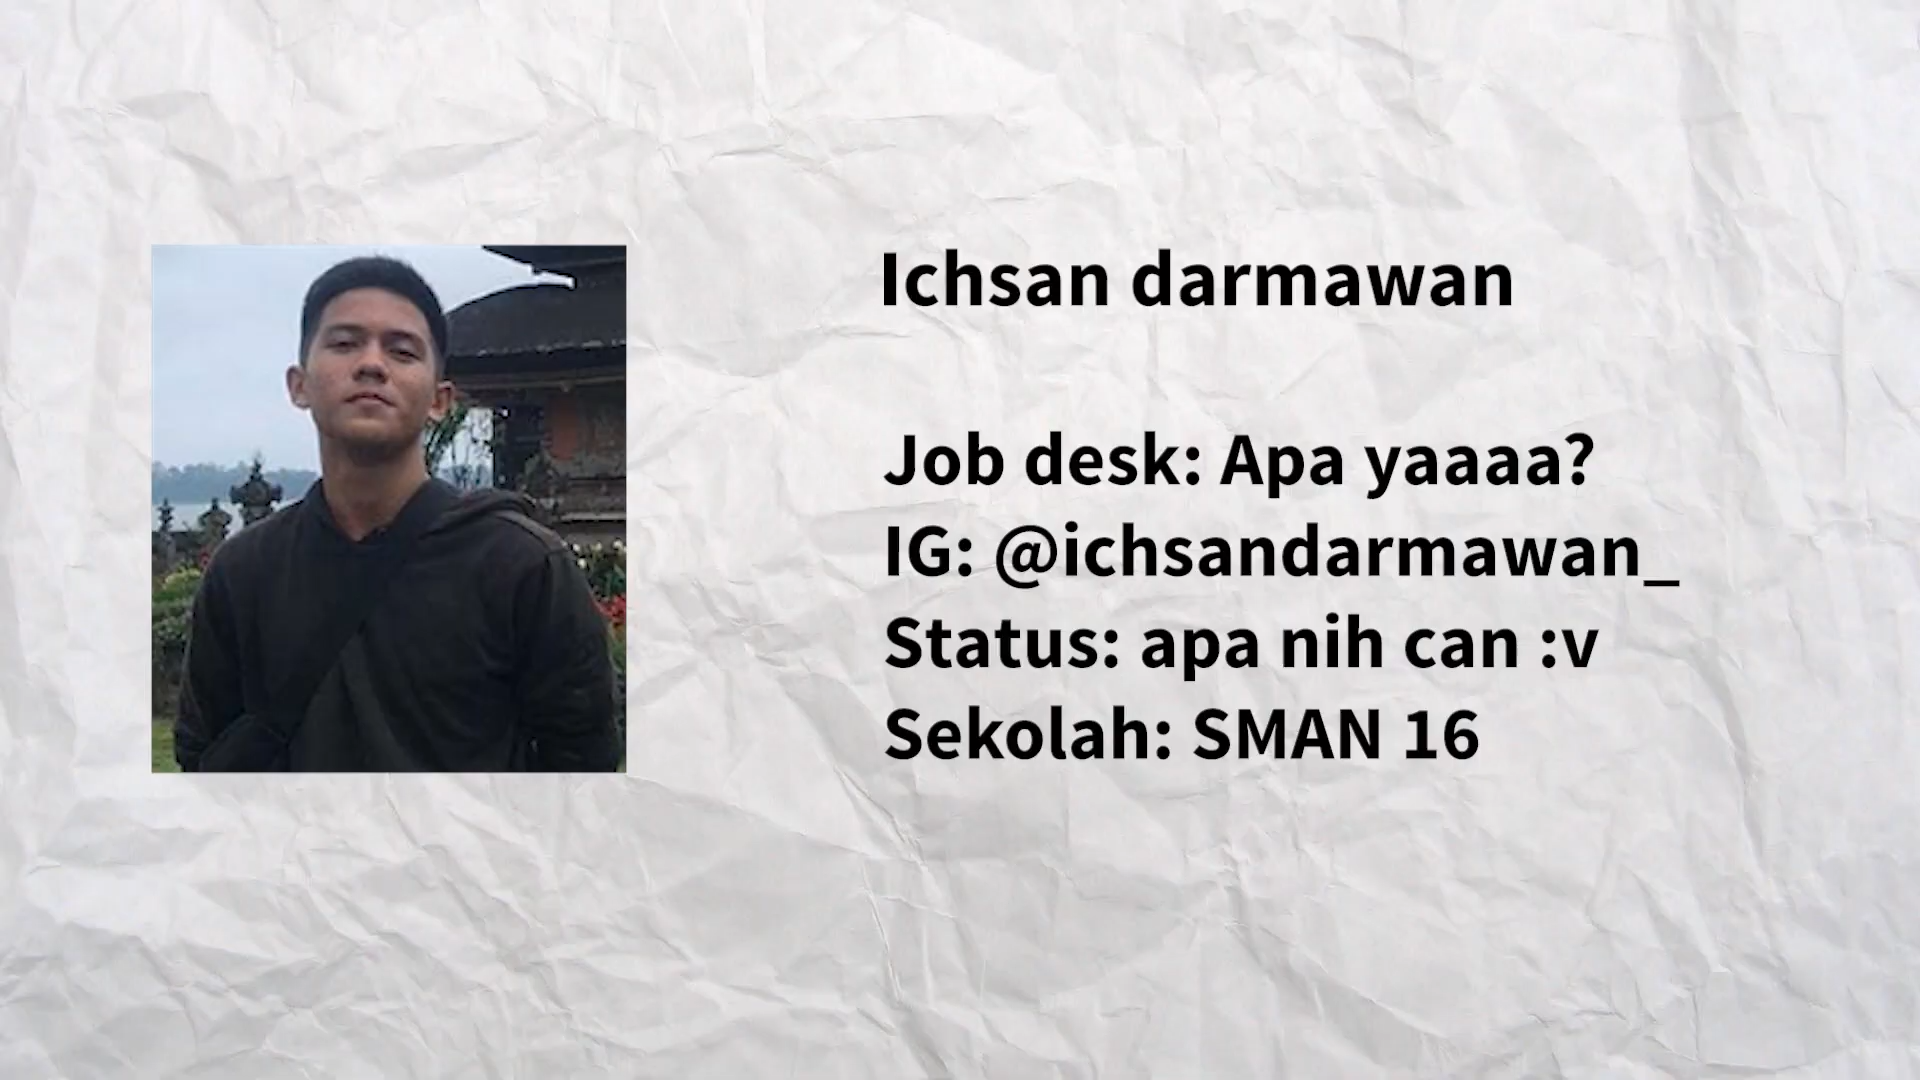 Ichsan darmawan
Job desk: Apa yaaaa?
IG: @ichsandarmawan_
Status: apa nih can :v
Sekolah: SMAN 16